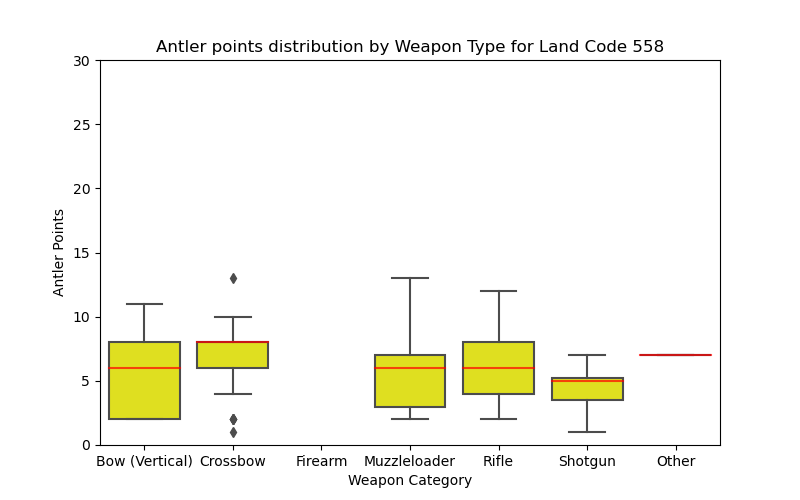 Antler points distribution by Weapon Type for Land Code 558
30
25
20
15
10
5
0
Antler Points
Bow (Vertical) Crossbow Firearm Muzzleloader Rifle Shotgun Other
Weapon Category